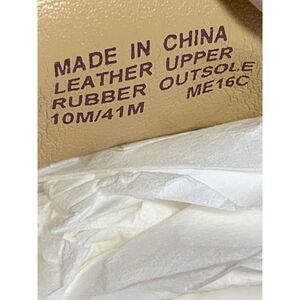 MADE IN CHINA
LEATHER UPPER
RUBBER OUTSOLE
10M/41M ME16C